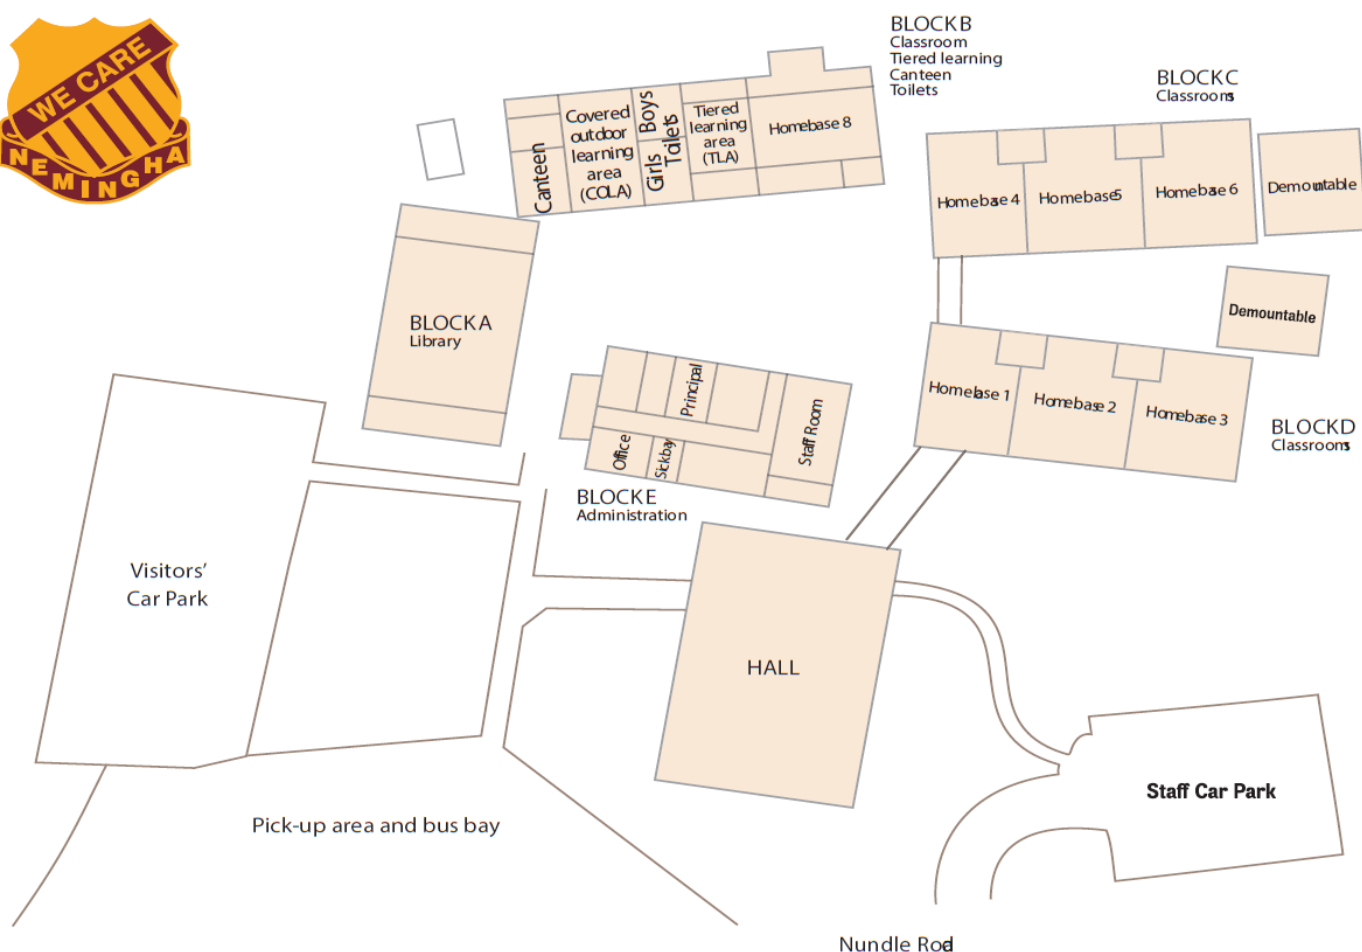 WE CARE
NEMINGHA
BLOCK B
Classroom
Tiered learning
Canteen
Toilets
BLOCK C
Classrooms
Canteen
Covered
outdoor
learning
area
(COLA)
Girls Boys
Toilets
Tiered
learning
area
(TLA)
Homebase 8
Homebase 4
Homebase 5
Homebase 6
Demountable
BLOCK A
Library
Demountable
Homebase 1
Homebase 2
Homebase 3
BLOCK D
Classrooms
Principal
Office
Sickbay
Staff Room
BLOCK E
Administration
Visitors'
Car Park
HALL
Staff Car Park
Pick-up area and bus bay
Nundle Road